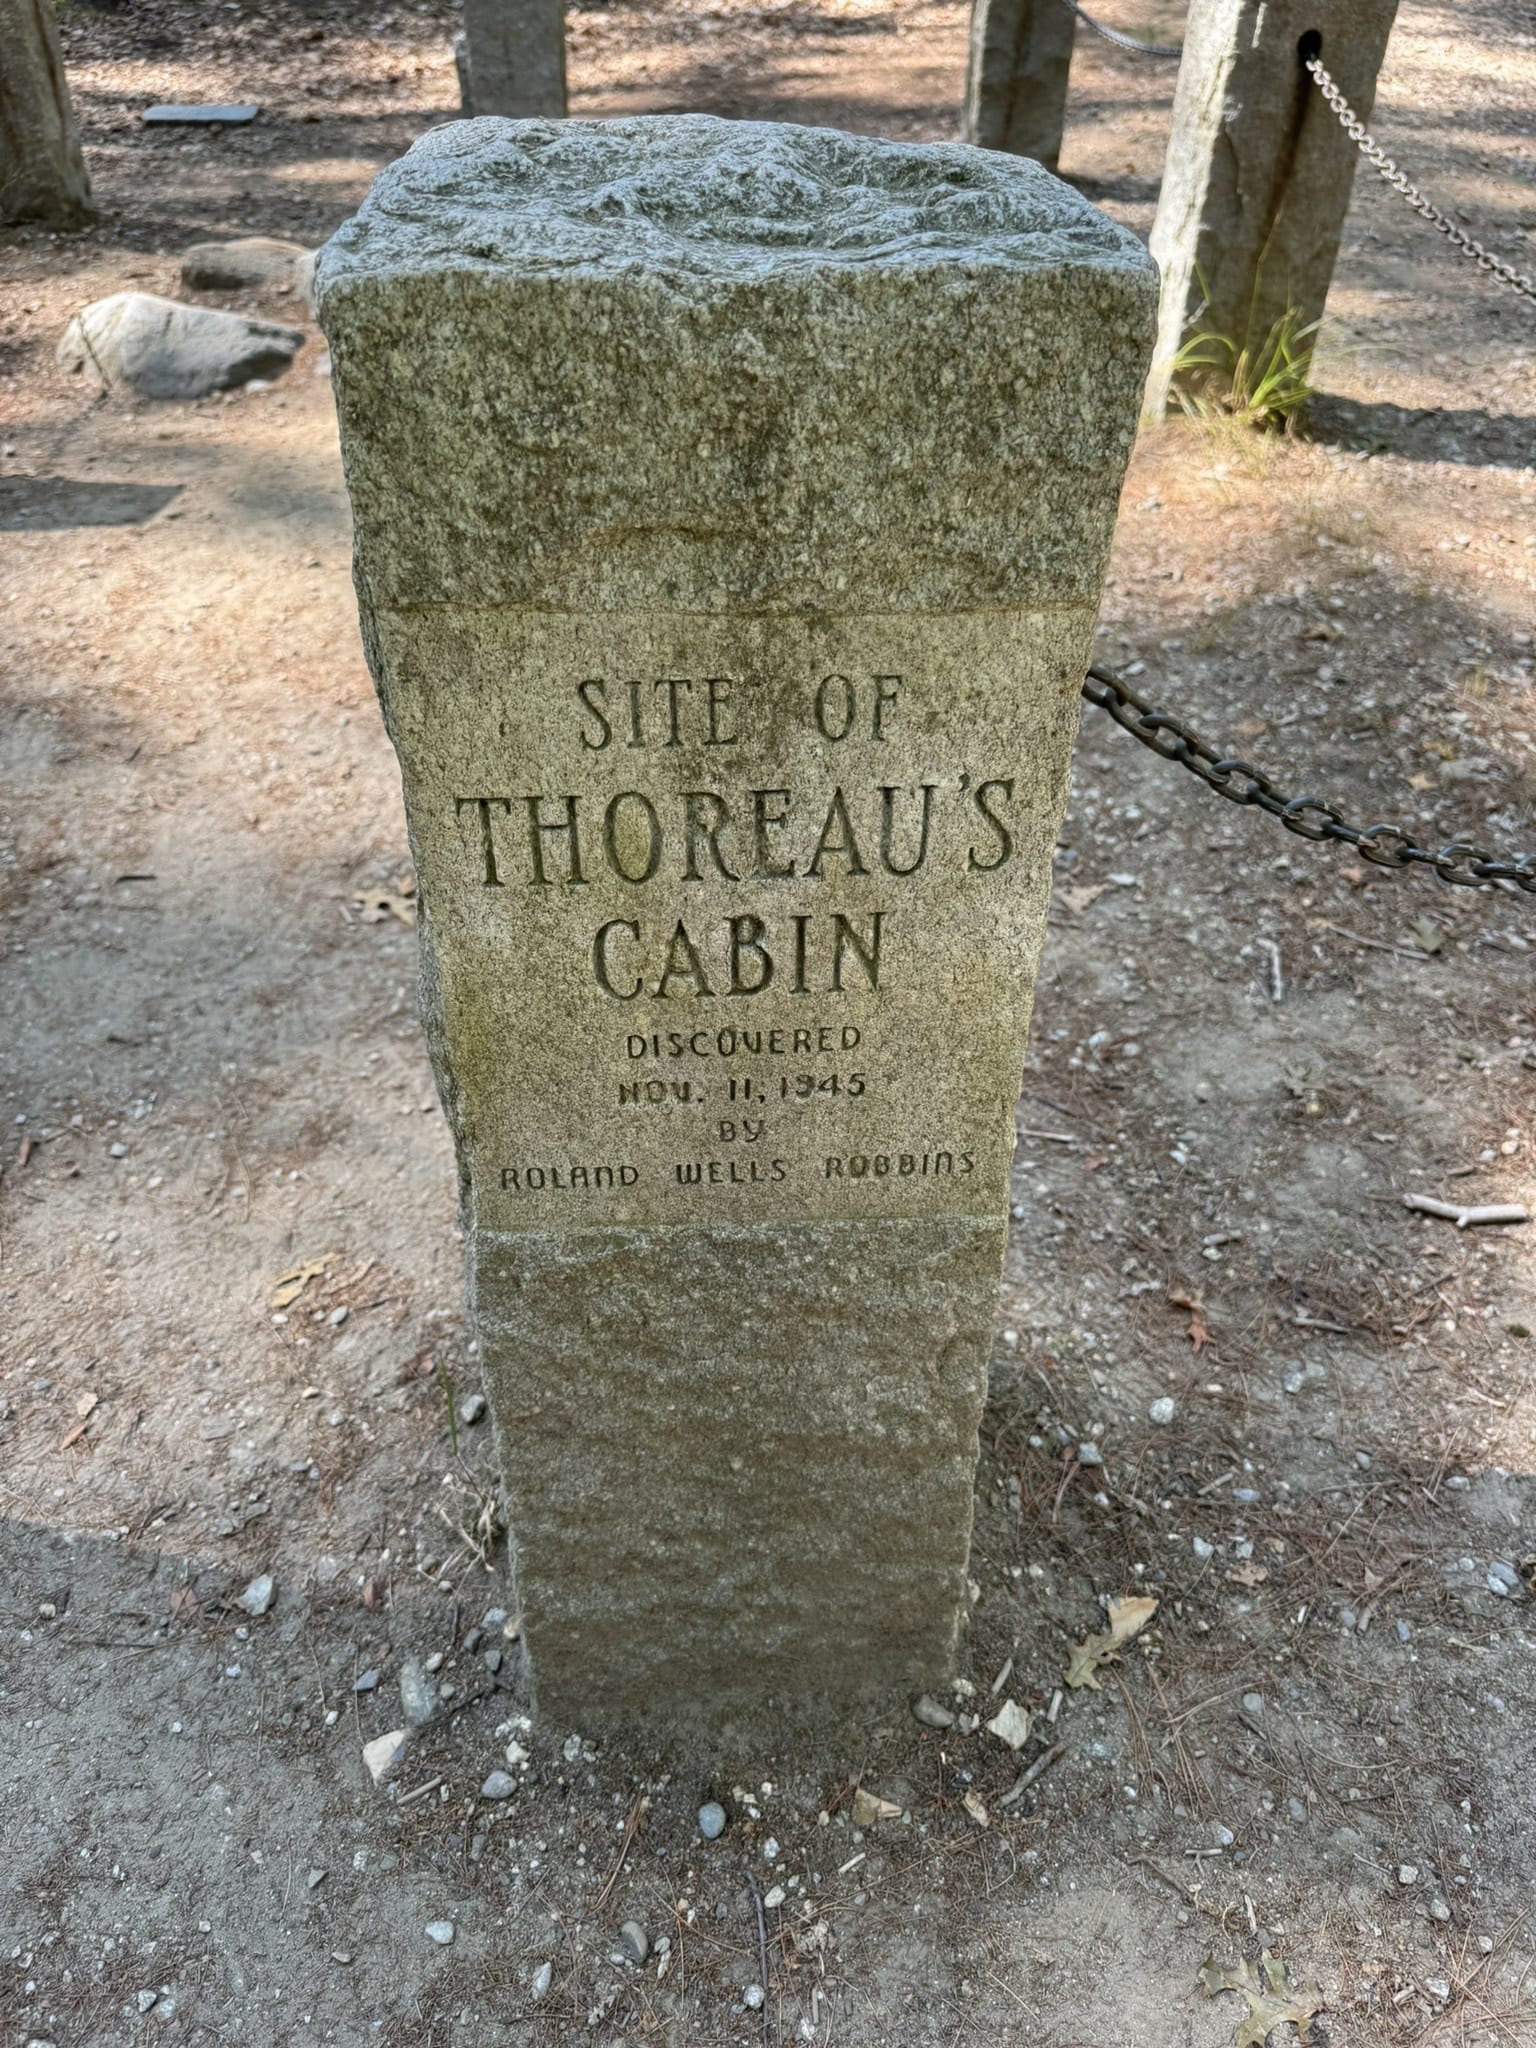 SITE OF
THOREAU'S
CABIN
DISCOVERED
NOV. 11, 1945
BY
ROLAND WELLS ROBBINS